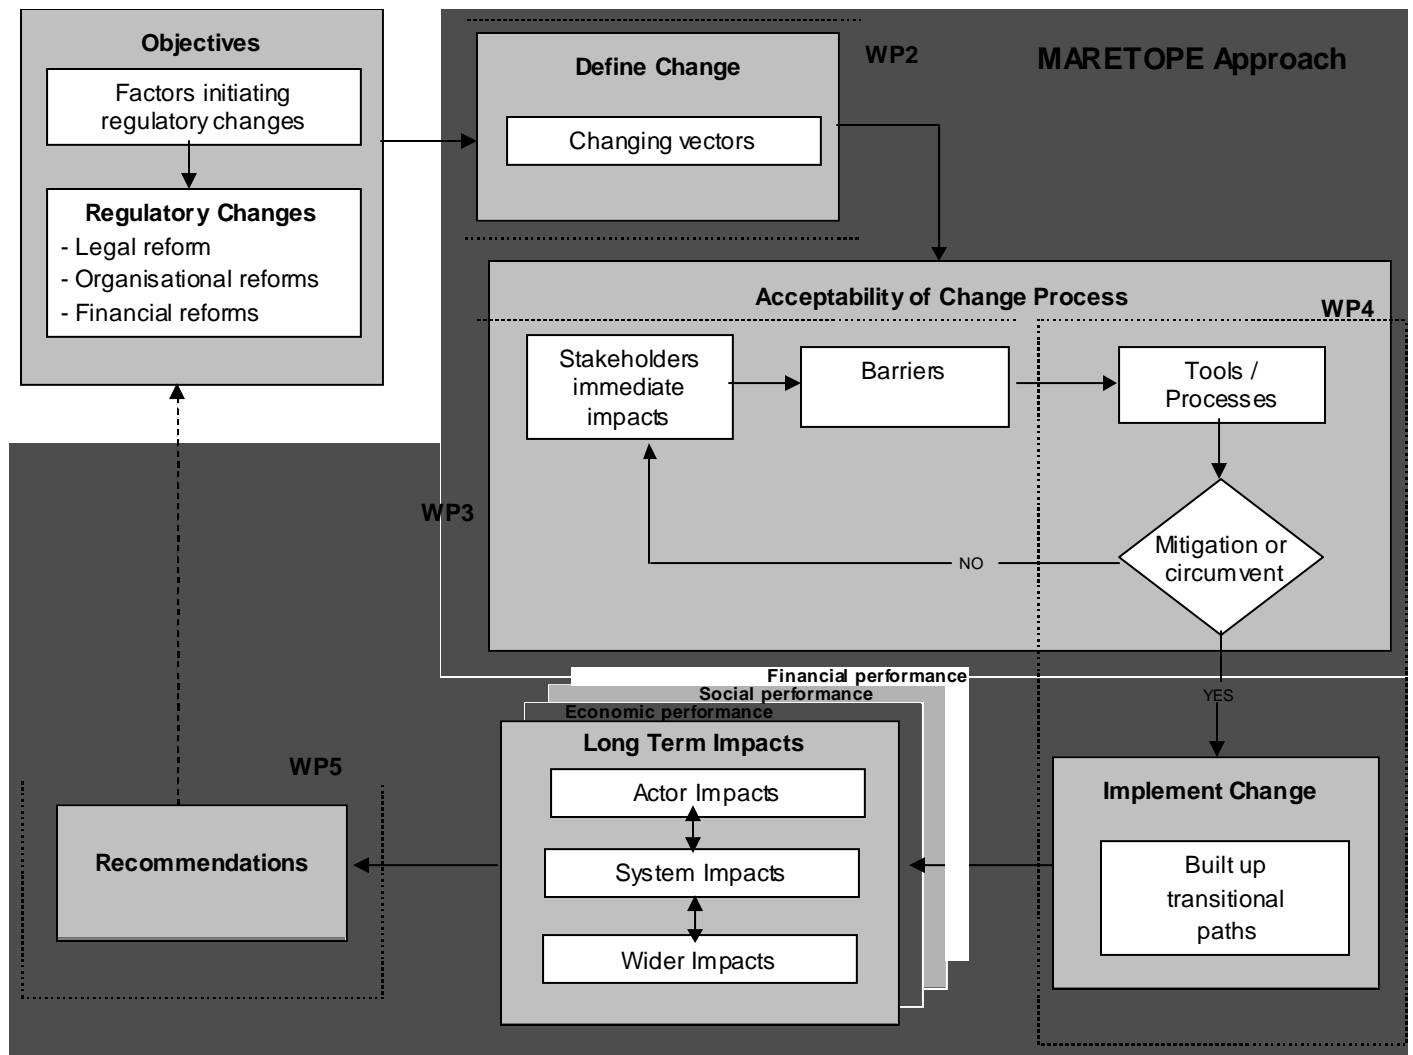 Objectives
Factors initiating
regulatory changes
Regulatory Changes
- Legal reform
- Organisational reforms
- Financial reforms
Define Change
Changing vectors
WP2
MARETOPE Approach
Acceptability of Change Process
WP4
Stakeholders
immediate
impacts
Barriers
Tools /
Processes
WP3
Mitigation or
circumvent
NO
YES
Financial performance
Social performance
Economic performance
Long Term Impacts
Actor Impacts
System Impacts
Wider Impacts
Implement Change
Built up
transitional
paths
WP5
Recommendations